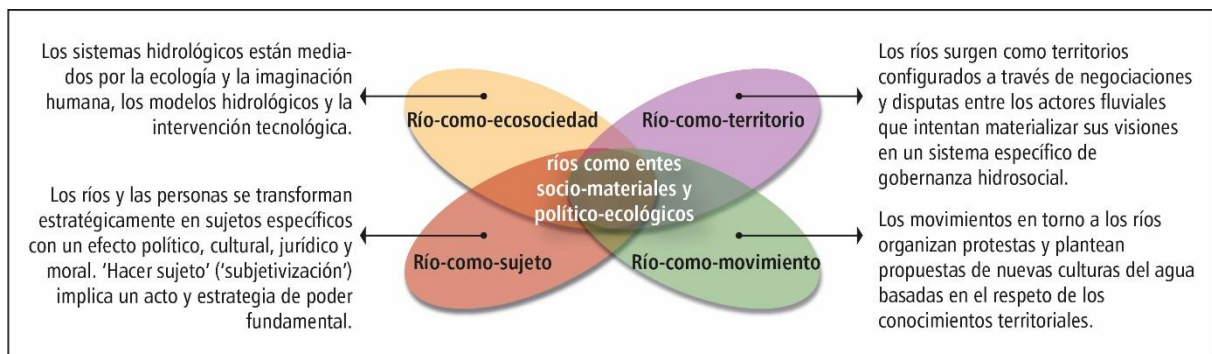 Los sistemas hidrológicos están media-
dos por la ecología y la imaginación
humana, los modelos hidrológicos y la
intervención tecnológica.
Los ríos y las personas se transforman
estratégicamente en sujetos específicos
con un efecto político, cultural, jurídico y
moral. 'Hacer sujeto' ('subjetivización')
implica un acto y estrategia de poder
fundamental.
Río-como-ecosociedad
Río-como-territorio
ríos como entes
socio-materiales y
político-ecológicos
Río-como-sujeto
Río-como-movimiento
Los ríos surgen como territorios
configurados a través de negociaciones
y disputas entre los actores fluviales
que intentan materializar sus visiones
en un sistema específico de
gobernanza hidrosocial.
Los movimientos en torno a los ríos
organizan protestas y plantean
propuestas de nuevas culturas del agua
basadas en el respeto de los
conocimientos territoriales.